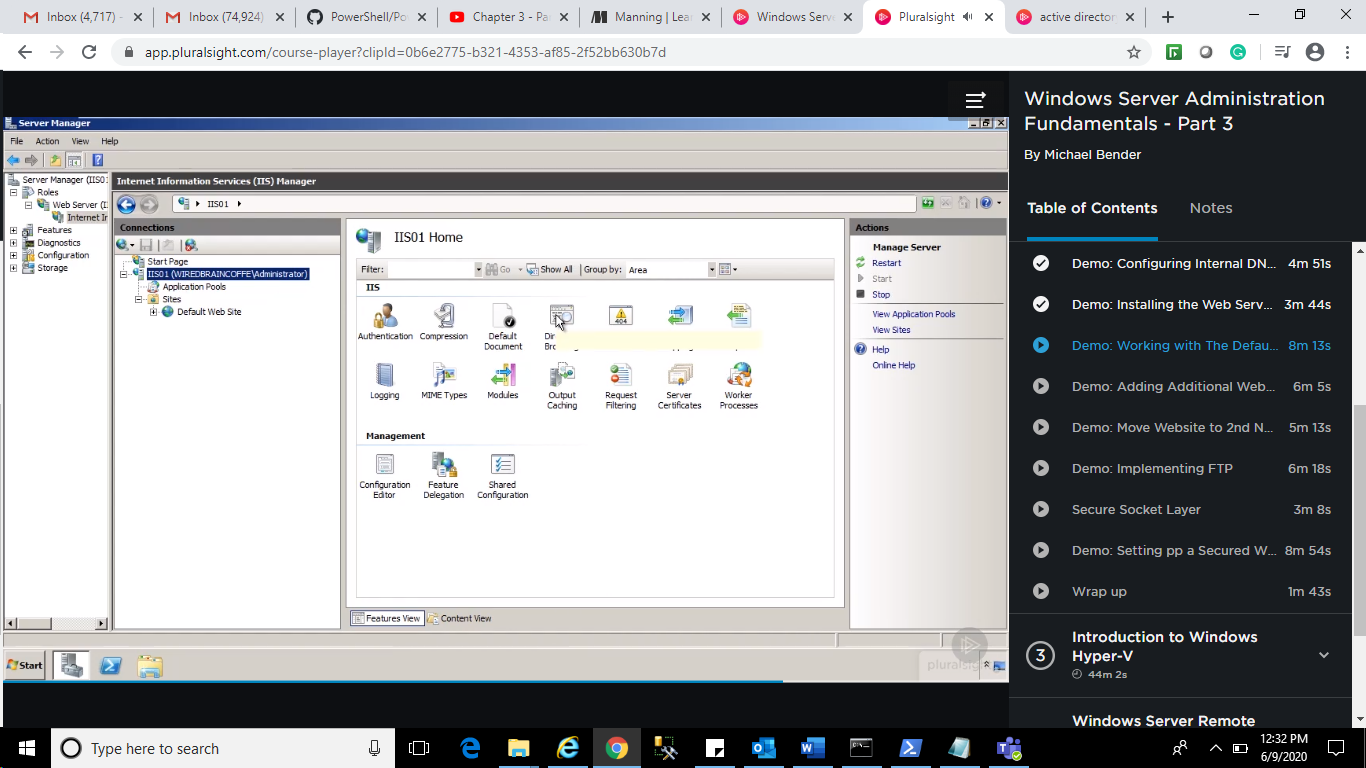 Inbox (4,717) -
Inbox (74,924)
PowerShell/Po
Chapter 3 - Pa
Manning | Lea
Windows Serve
Pluralsight
active director
app.pluralsight.com/course-player?clipId=0b6e2775-b321-4353-af85-2f52bb630b7d
Server Manager
File Action View Help
Server Manager (IIS01
Roles
Web Server (I
Internet Ir
Features
Diagnostics
Configuration
Storage
Internet Information Services (IIS) Manager
IIS01
Connections
Start Page
IIS01 (WIREDBRAINCOFFE\Administrator)
Application Pools
Sites
Default Web Site
IIS01 Home
Filter: Go Show All Group by: Area
IIS
Authentication
Compression
Default
Document
404
Logging
MIME Types
Modules
Output
Caching
Request
Filtering
Server
Certificates
Worker
Processes
Management
Configuration
Editor
Feature
Delegation
Shared
Configuration
Features View Content View
Actions
Manage Server
Restart
Start
Stop
View Application Pools
View Sites
Help
Online Help
Start
pluralsight
Windows Server Administration
Fundamentals - Part 3
By Michael Bender
Table of Contents Notes
Demo: Configuring Internal DN... 4m 51s
Demo: Installing the Web Serv... 3m 44s
Demo: Working with The Defau... 8m 13s
Demo: Adding Additional Web... 6m 5s
Demo: Move Website to 2nd N... 5m 13s
Demo: Implementing FTP 6m 18s
Secure Socket Layer 3m 8s
Demo: Setting pp a Secured W... 8m 54s
Wrap up 1m 43s
3
Introduction to Windows
Hyper-V
44m 2s
Windows Server Remote
Type here to search
12:32 PM
6/9/2020